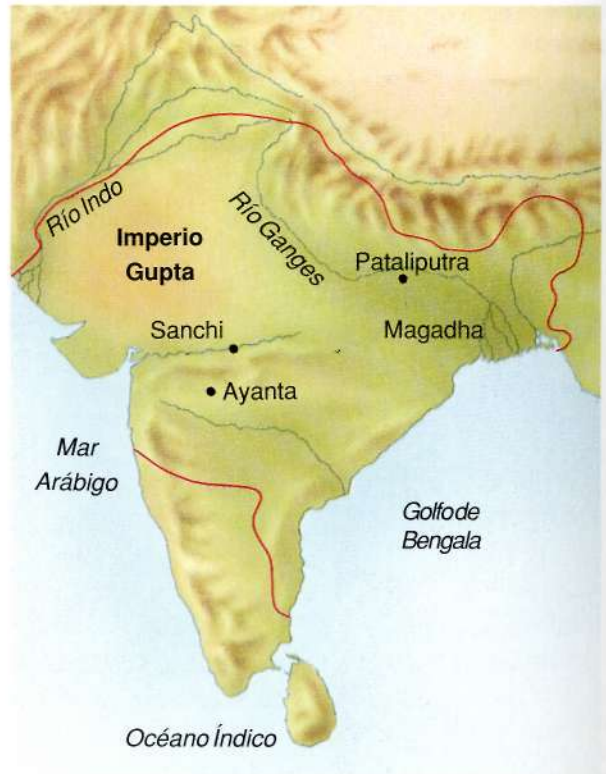 Río Indo
Imperio
Gupta
Río Ganges
Pataliputra
Sanchi
Magadha
Ayanta
Mar
Arábigo
Golfo de
Bengala
Océano Índico